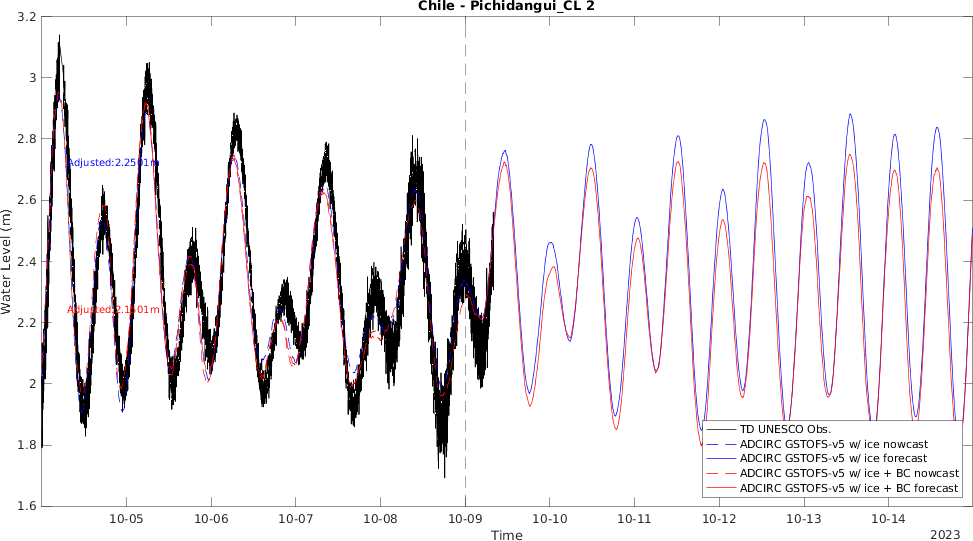 Chile - Pichidangui_CL 2
3.2
3
2.8
2.6
2.4
2.2
2
1.8
1.6
Water Level (m)
Adjusted:2.2501m
Adjusted:2.1501m
TD UNESCO Obs.
ADCIRC GSTOFS-v5 w/ ice nowcast
ADCIRC GSTOFS-v5 w/ ice forecast
ADCIRC GSTOFS-v5 w/ ice + BC nowcast
ADCIRC GSTOFS-v5 w/ ice + BC forecast
10-05 10-06 10-07 10-08 10-09 10-10 10-11 10-12 10-13 10-14
Time
2023